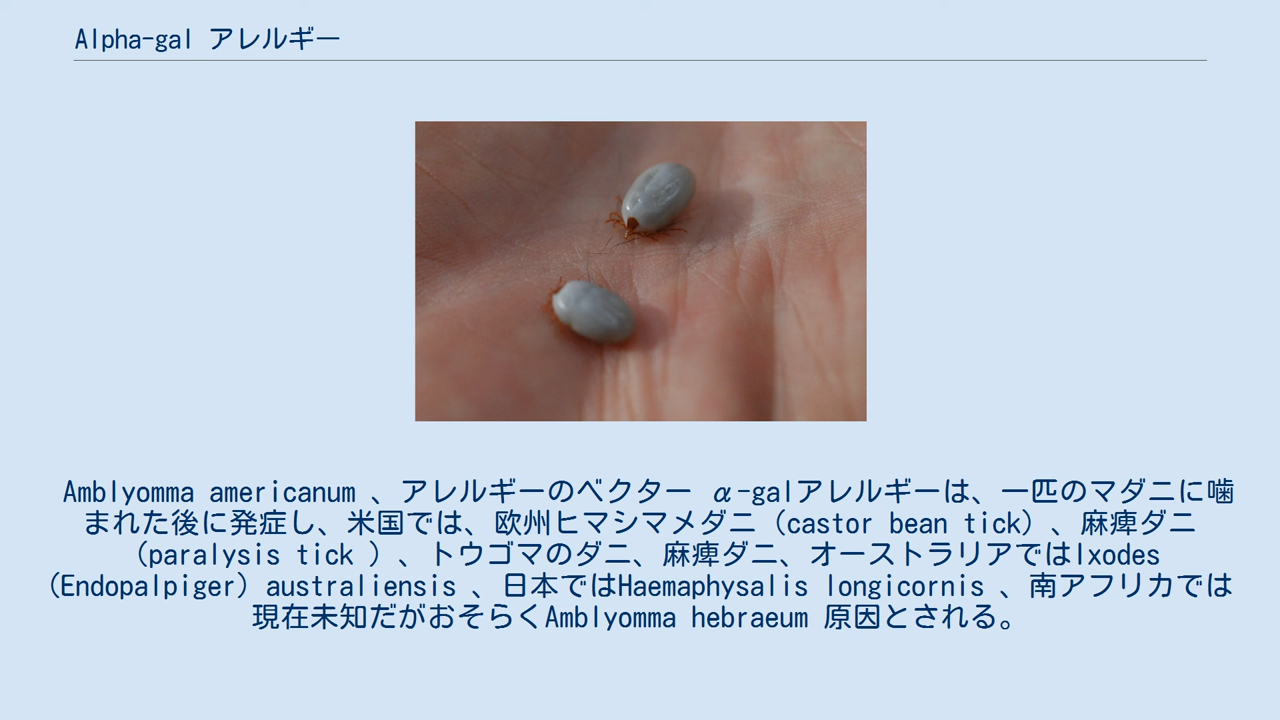 Alpha-gal アレルギー
Amblyomma americanum 、アレルギーのベクター α-galアレルギーは、一匹のマダニに噛
まれた後に発症し、米国では、欧州ヒマシマメダニ（castor bean tick）、麻痺ダニ
（paralysis tick ）、トウゴマのダニ、麻痺ダニ、オーストラリアではIxodes
（Endopalpiger）australiensis 、日本ではHaemaphysalis longicornis 、南アフリカでは
現在未知だがおそらくAmblyomma hebraeum 原因とされる。